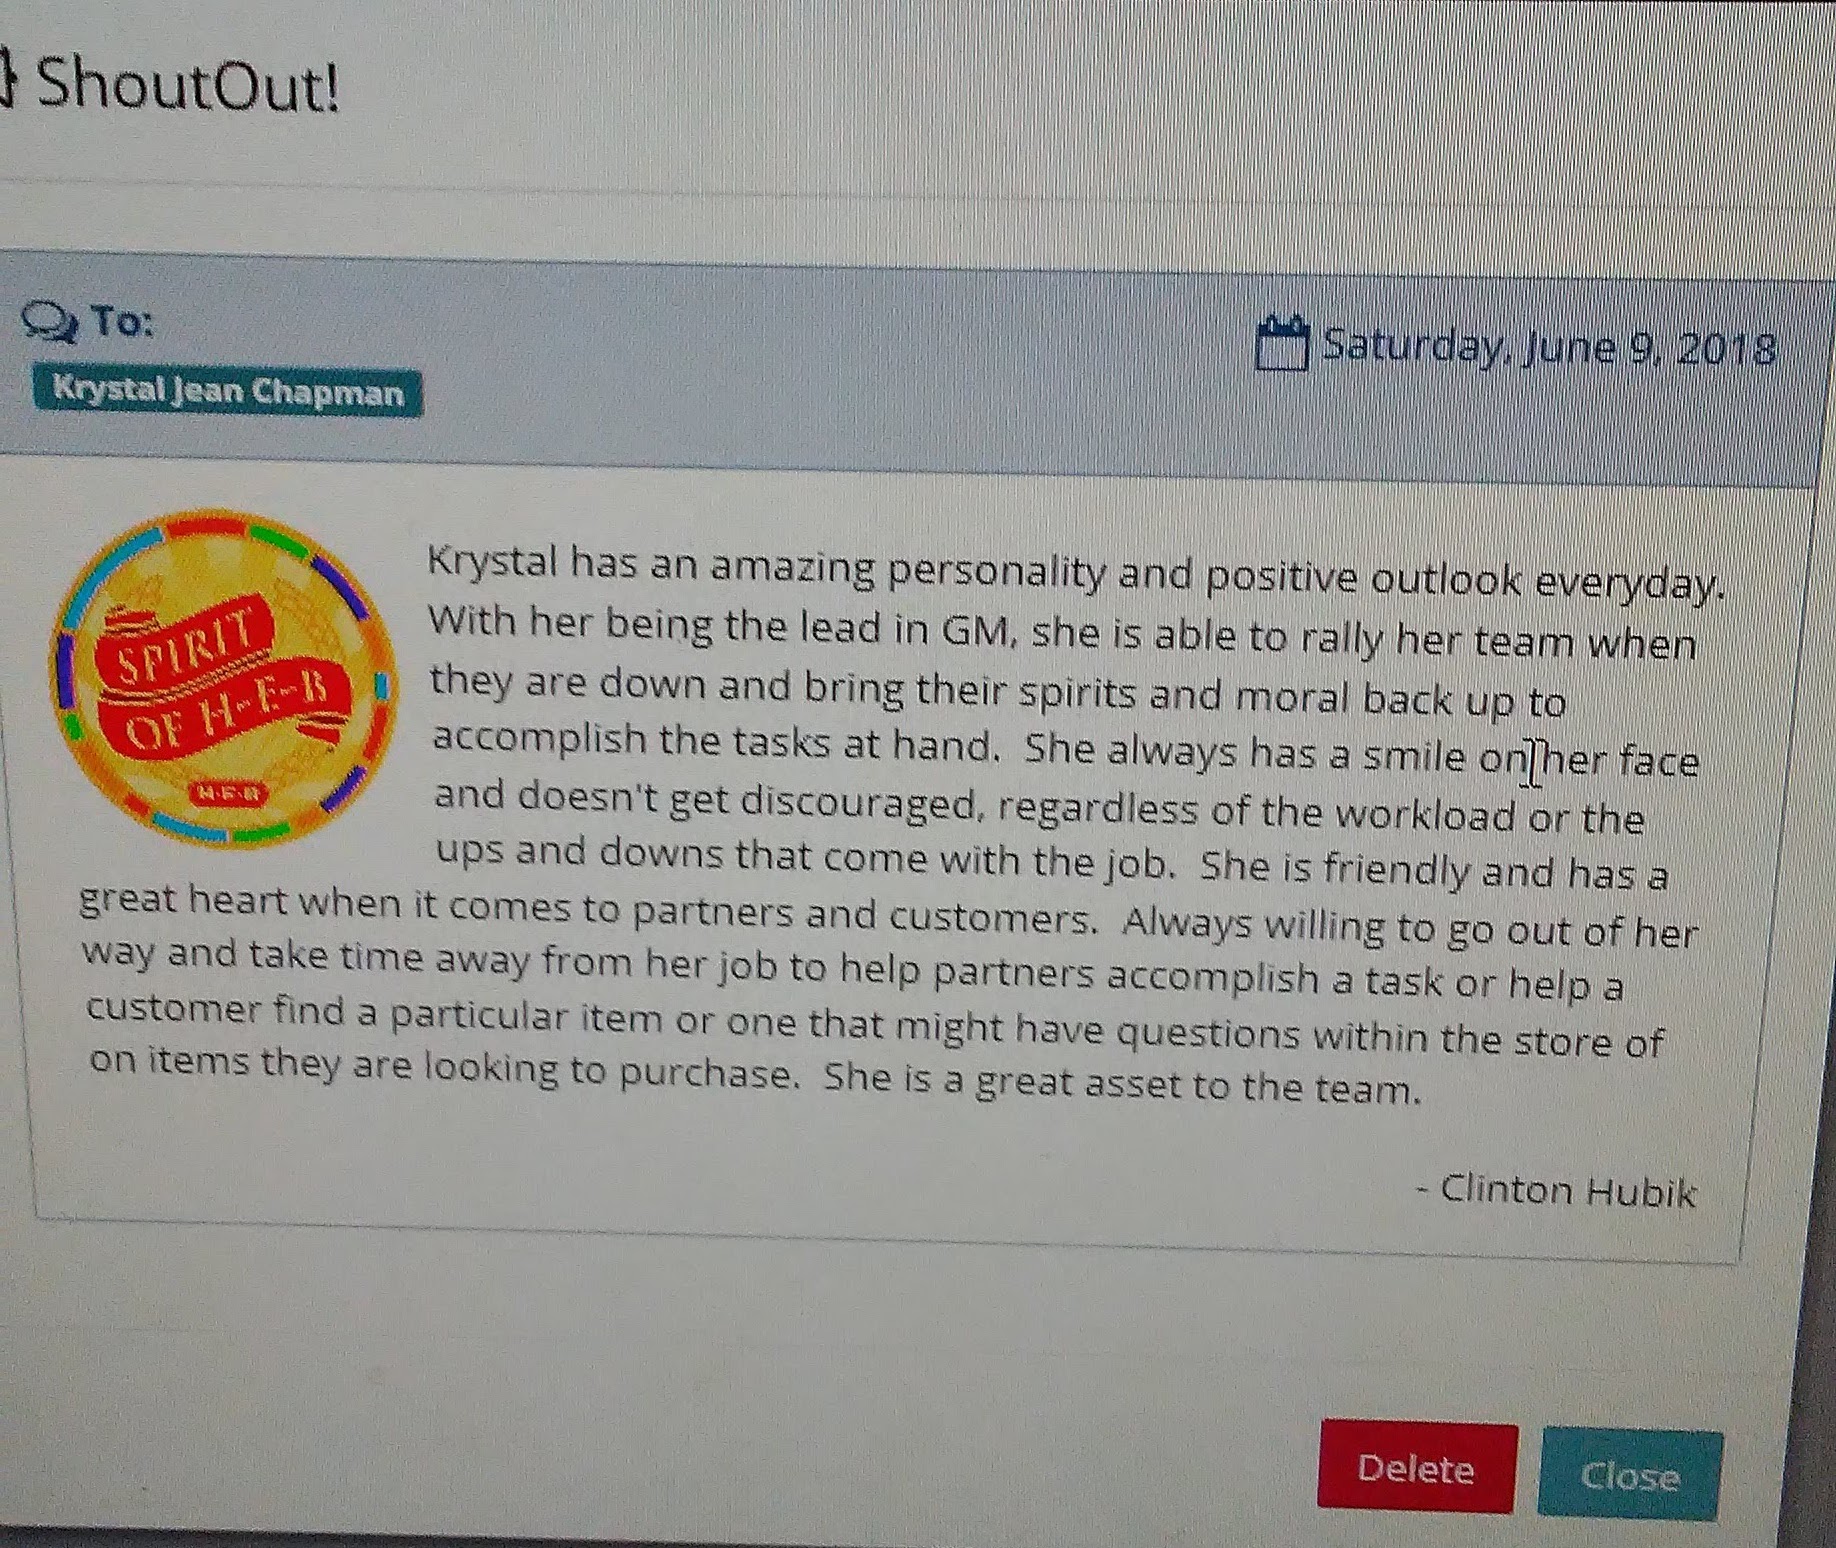 ShoutOut!
To:
Saturday, June 9, 2018
Krystal Jean Chapman
SPIRIT
OF H-E-B
H-E-B
Krystal has an amazing personality and positive outlook everyday.
With her being the lead in GM, she is able to rally her team when
they are down and bring their spirits and moral back up to
accomplish the tasks at hand.  She always has a smile on her face
and doesn't get discouraged, regardless of the workload or the
ups and downs that come with the job.  She is friendly and has a
great heart when it comes to partners and customers.  Always willing to go out of her
way and take time away from her job to help partners accomplish a task or help a
customer find a particular item or one that might have questions within the store of
on items they are looking to purchase.  She is a great asset to the team.
- Clinton Hubik
Delete
Close